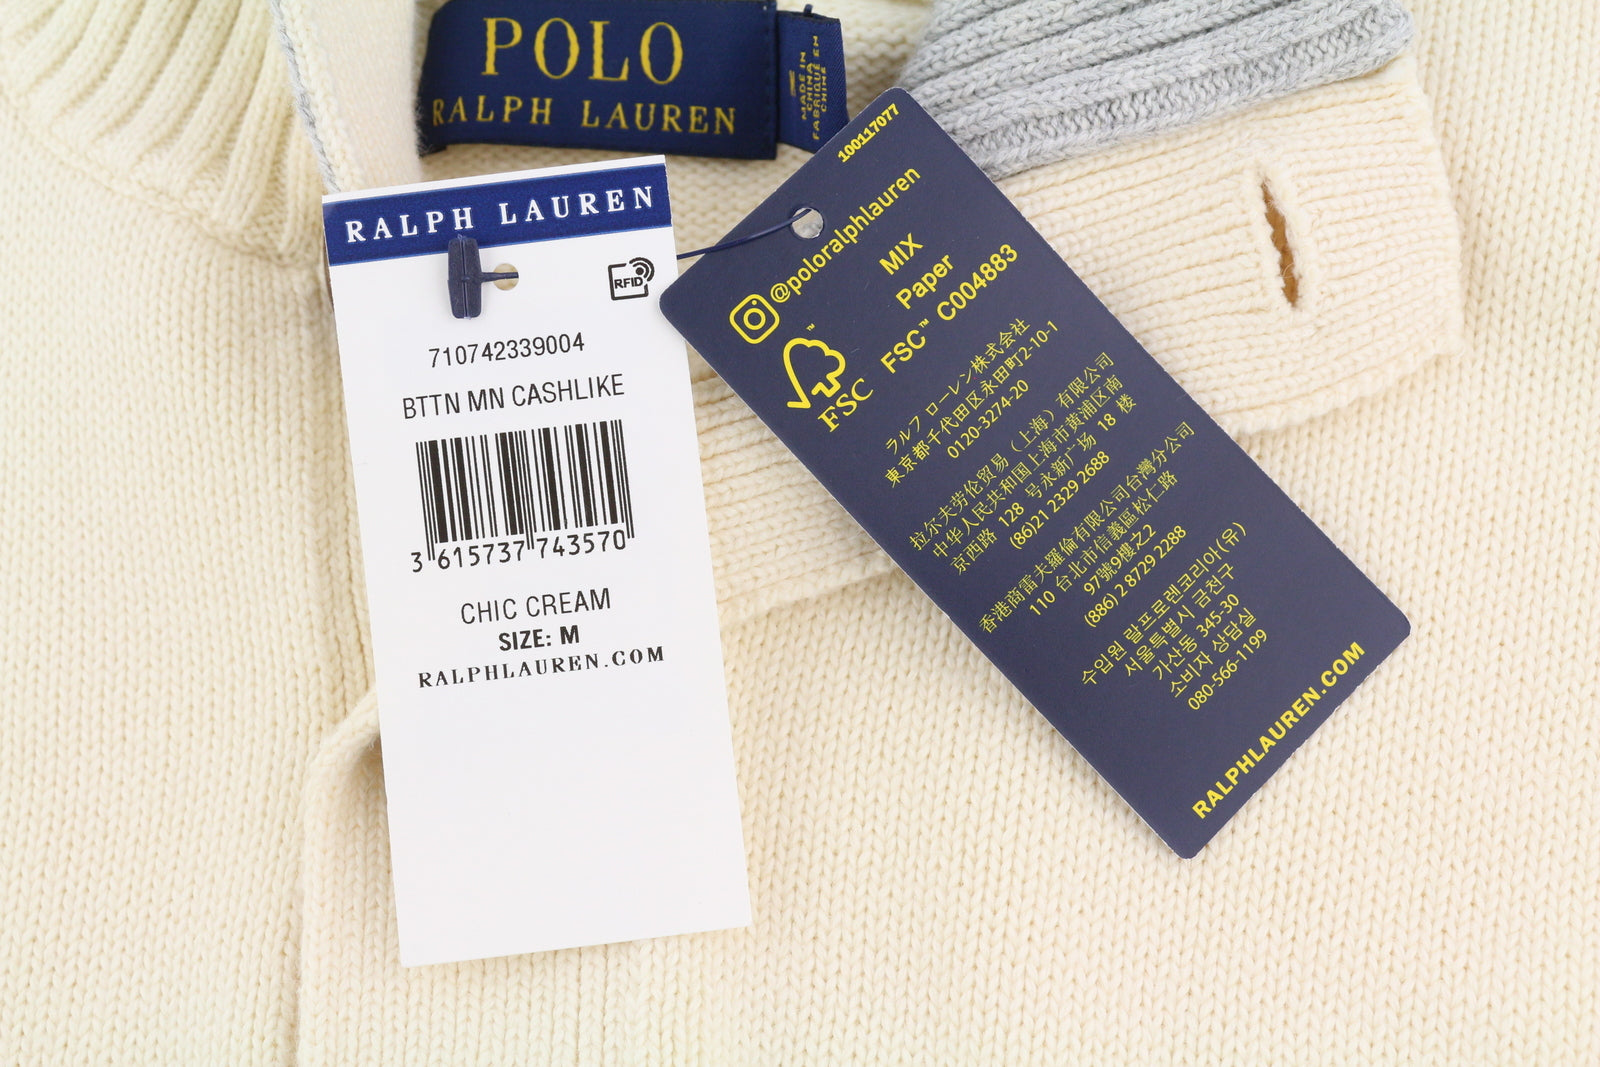 POLO
RALPH LAUREN
MADE IN
CHINA
FABRIQUÉ EN
CHINE
RALPH LAUREN
RFID
710742339004
BTTN MN CASHLIKE
3 615737 743570
CHIC CREAM
SIZE: M
RALPHLAUREN.COM
100117077
@poloralphlauren
FSC
MIX
Paper
FSC™ C004883
ラルフ ローレン株式会社
東京都千代田区永田町2-10-1
0120-3274-20
拉尔夫劳伦贸易（上海）有限公司
中华人民共和国上海市黄浦区南
京西路 128 号永新广场 18 楼
(86)21 2329 2688
香港商雷夫羅倫有限公司台灣分公司
110 台北市信義區松仁路
97號9樓之2
(886) 2 8729 2288
수입원 랄프로렌코리아(유)
서울특별시 금천구
가산동 345-30
소비자 상담실
080-566-1199
RALPHLAUREN.COM